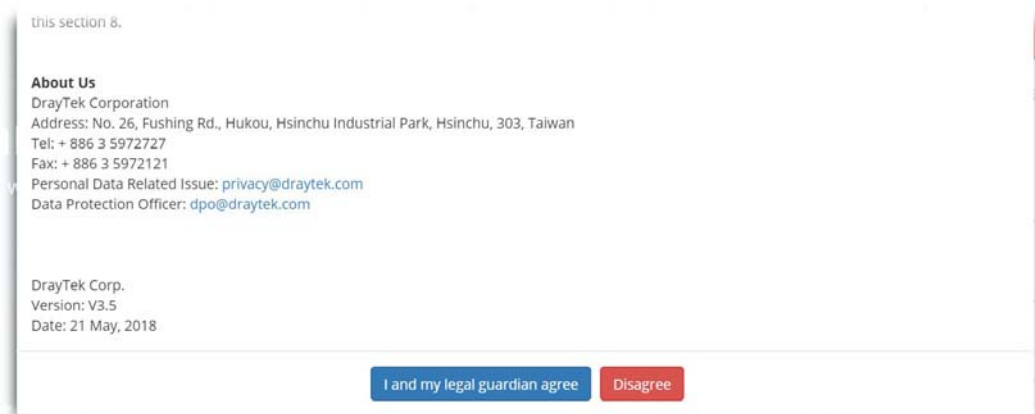 this section 8.
About Us
DrayTek Corporation
Address: No. 26, Fushing Rd., Hukou, Hsinchu Industrial Park, Hsinchu, 303, Taiwan
Tel: + 886 3 5972727
Fax: + 886 3 5972121
Personal Data Related Issue: privacy@draytek.com
Data Protection Officer: dpo@draytek.com
DrayTek Corp.
Version: V3.5
Date: 21 May, 2018
I and my legal guardian agree Disagree